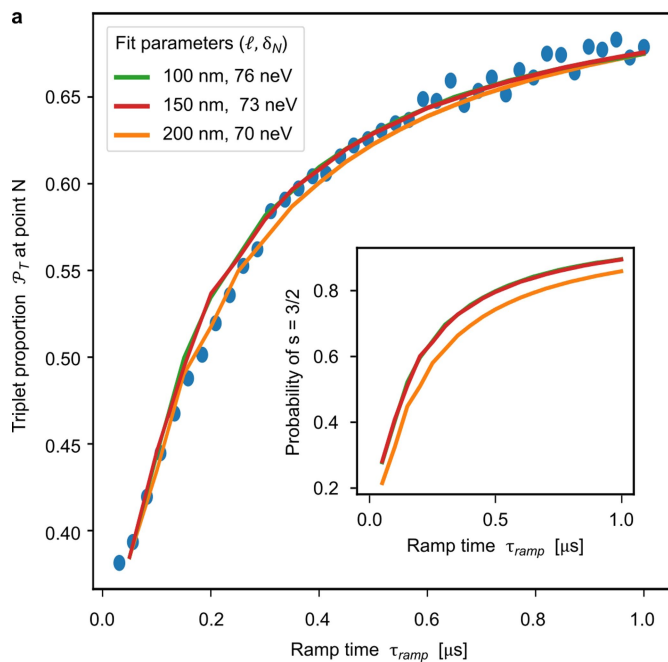 a
Fit parameters (ℓ, δ_N)
100 nm, 76 neV
150 nm, 73 neV
200 nm, 70 neV
Triplet proportion 𝒫_T at point N
0.65
0.60
0.55
0.50
0.45
0.40
0.0
0.2
0.4
0.6
0.8
1.0
Ramp time τ_ramp [μs]
Probability of s = 3/2
0.8
0.6
0.4
0.2
0.0
0.5
1.0
Ramp time τ_ramp [μs]